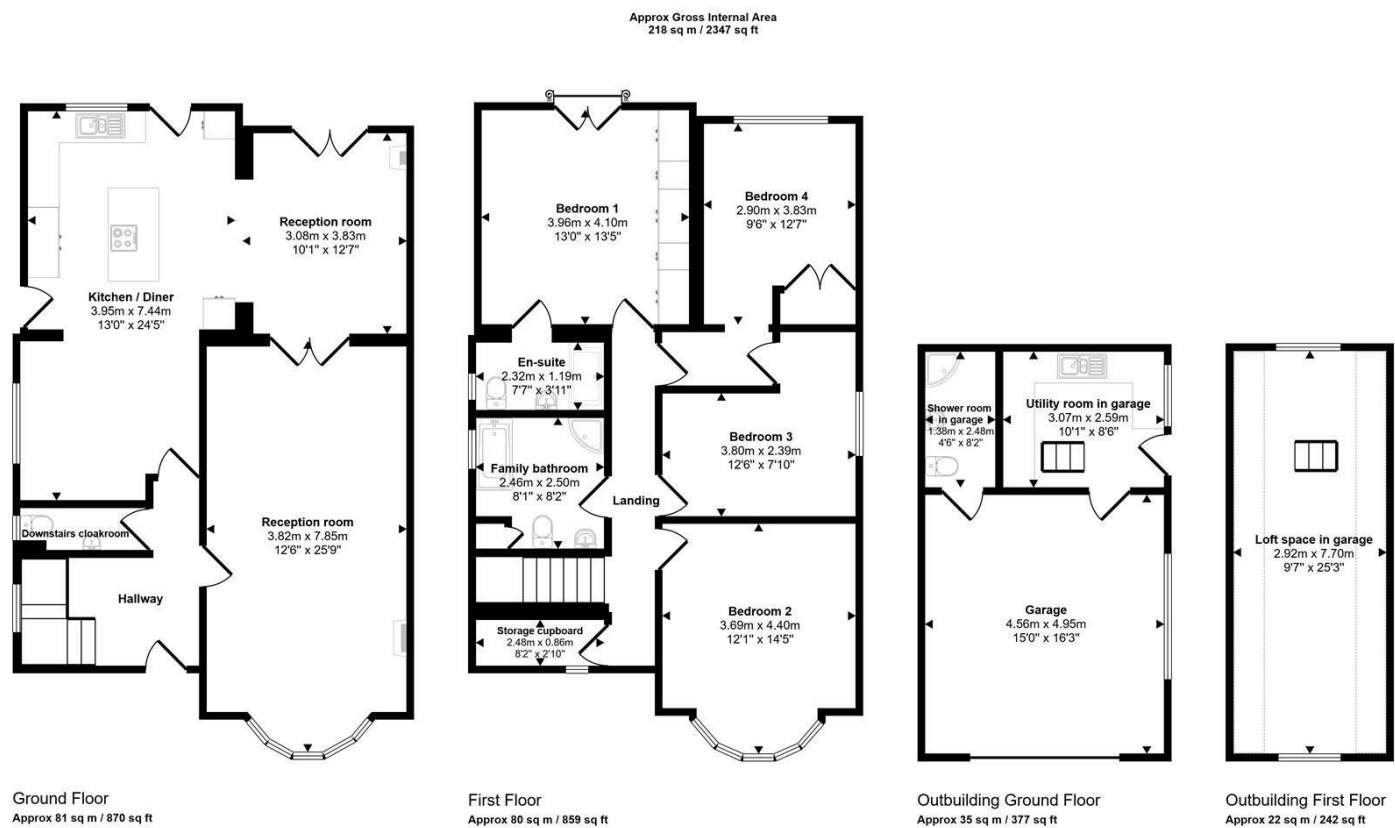 Approx Gross Internal Area
218 sq m / 2347 sq ft
Kitchen / Diner
3.95m x 7.44m
13'0" x 24'5"
Reception room
3.08m x 3.83m
10'1" x 12'7"
Downstairs cloakroom
Hallway
Reception room
3.82m x 7.85m
12'6" x 25'9"
Ground Floor
Approx 81 sq m / 870 sq ft
Bedroom 1
3.96m x 4.10m
13'0" x 13'5"
Bedroom 4
2.90m x 3.83m
9'6" x 12'7"
En-suite
2.32m x 1.19m
7'7" x 3'11"
Family bathroom
2.46m x 2.50m
8'1" x 8'2"
Landing
Bedroom 3
3.80m x 2.39m
12'6" x 7'10"
Storage cupboard
2.48m x 0.86m
8'2" x 2'10"
Bedroom 2
3.69m x 4.40m
12'1" x 14'5"
First Floor
Approx 80 sq m / 859 sq ft
Shower room
in garage
1.38m x 2.48m
4'6" x 8'2"
Utility room in garage
3.07m x 2.59m
10'1" x 8'6"
Garage
4.56m x 4.95m
15'0" x 16'3"
Outbuilding Ground Floor
Approx 35 sq m / 377 sq ft
Loft space in garage
2.92m x 7.70m
9'7" x 25'3"
Outbuilding First Floor
Approx 22 sq m / 242 sq ft